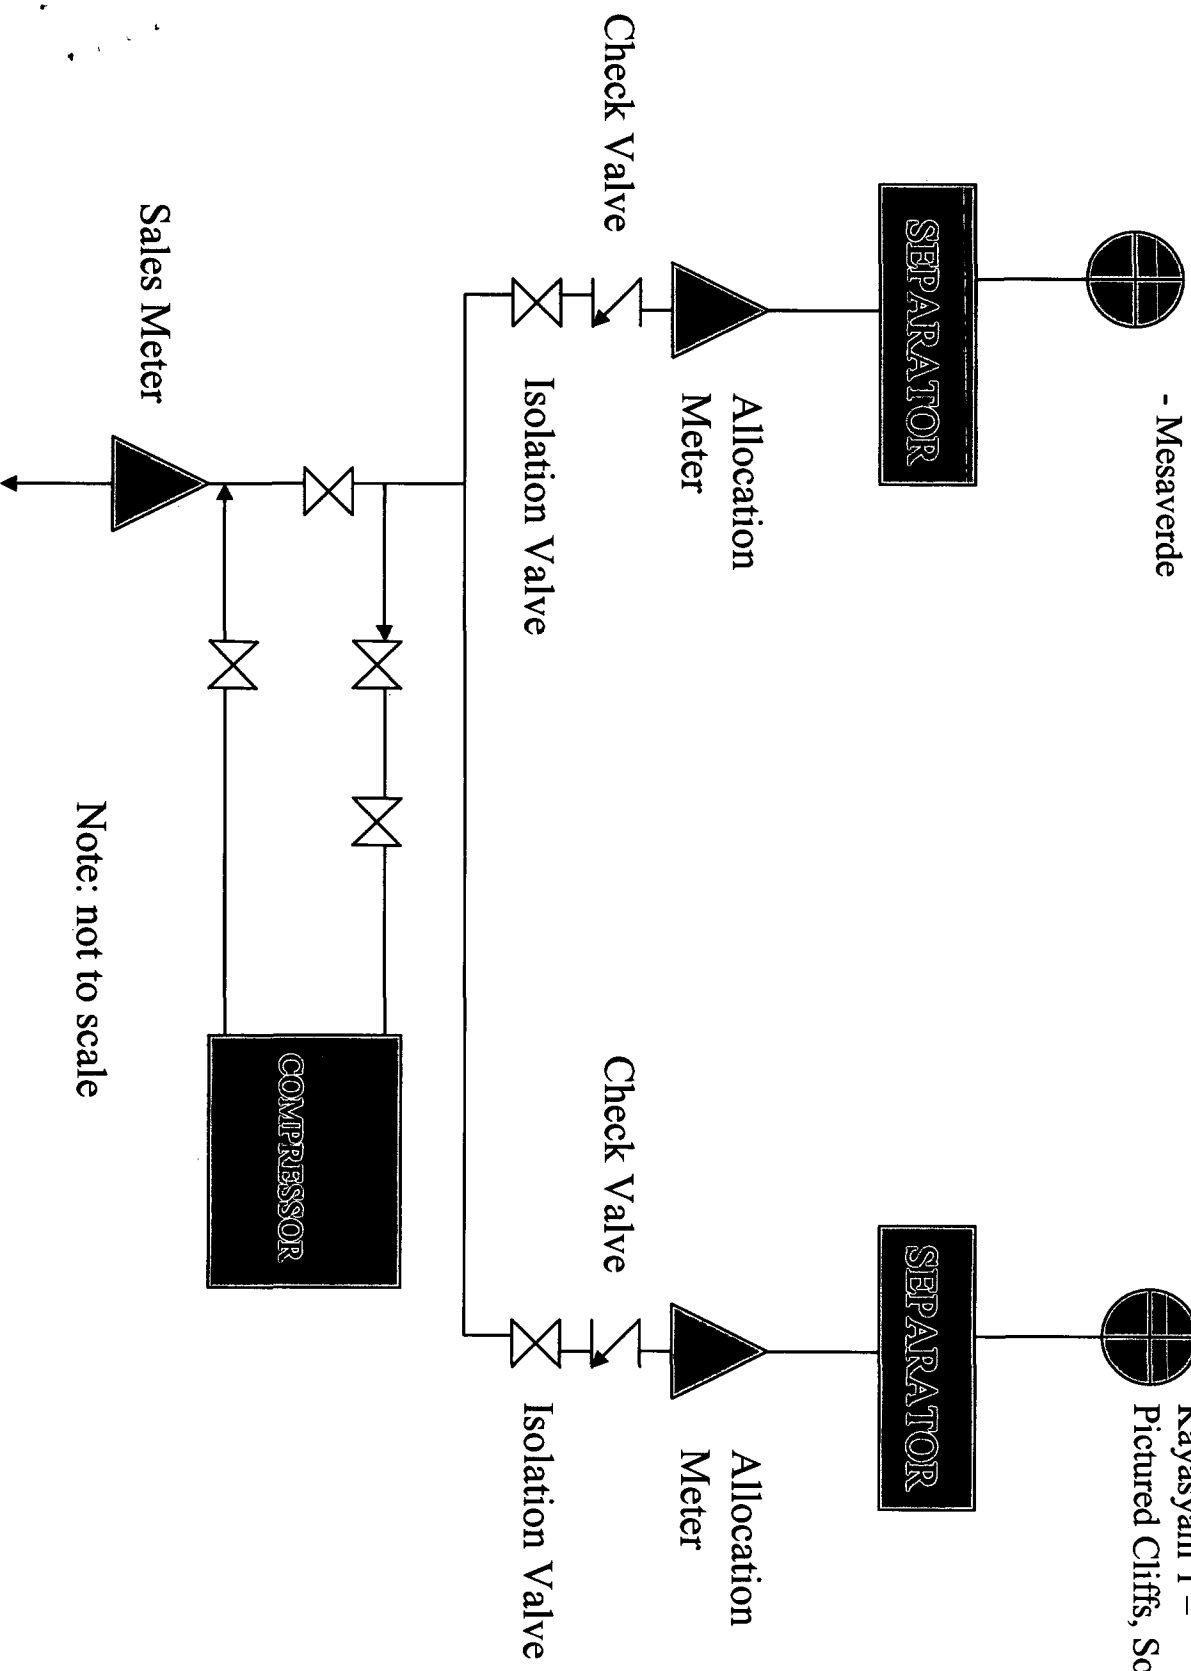 - Mesaverde
Pictured Cliffs,
SEPARATOR
SEPARATOR
Allocation
Meter
Allocation
Meter
Check Valve
Check Valve
Isolation Valve
Isolation Valve
COMPRESSOR
Sales Meter
Note: not to scale